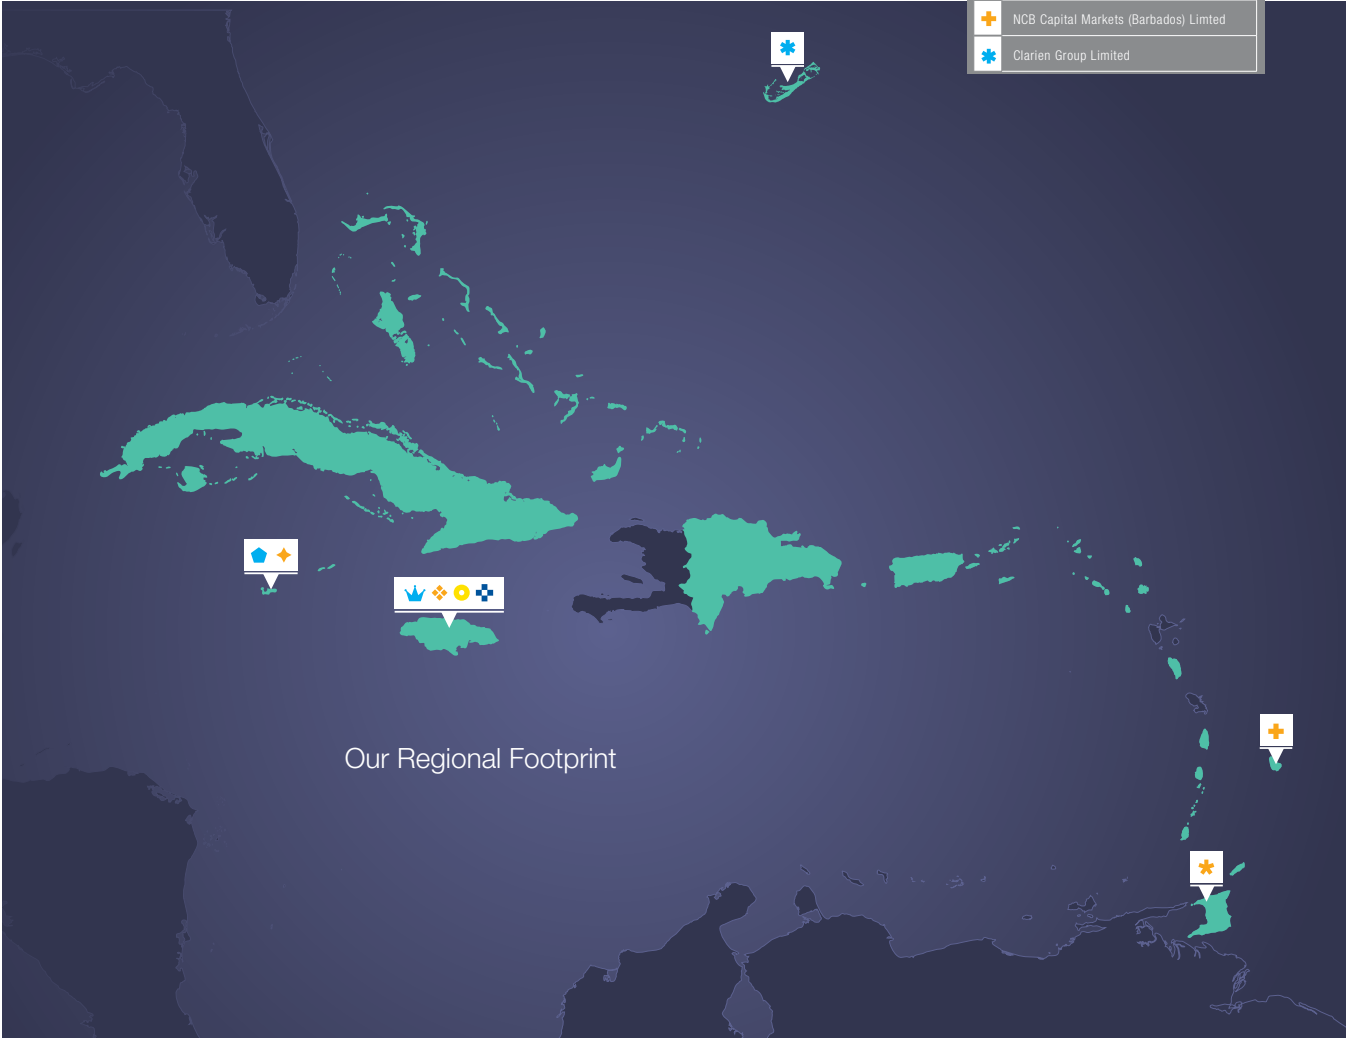 NCB Capital Markets (Barbados) Limted
Clarien Group Limited
Our Regional Footprint